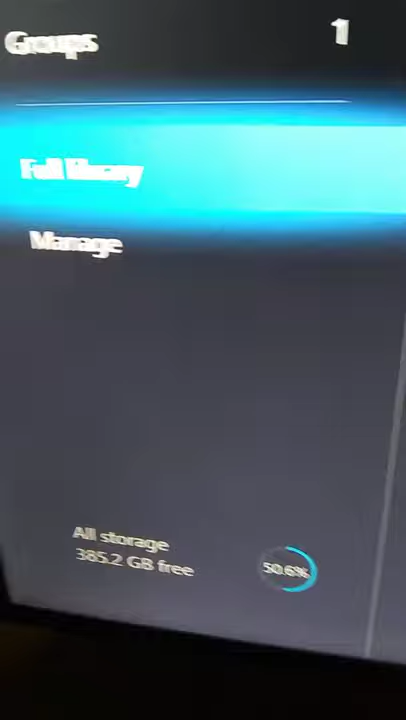 Groups 1
Full library
Manage
All storage
385.2 GB free
50.6%